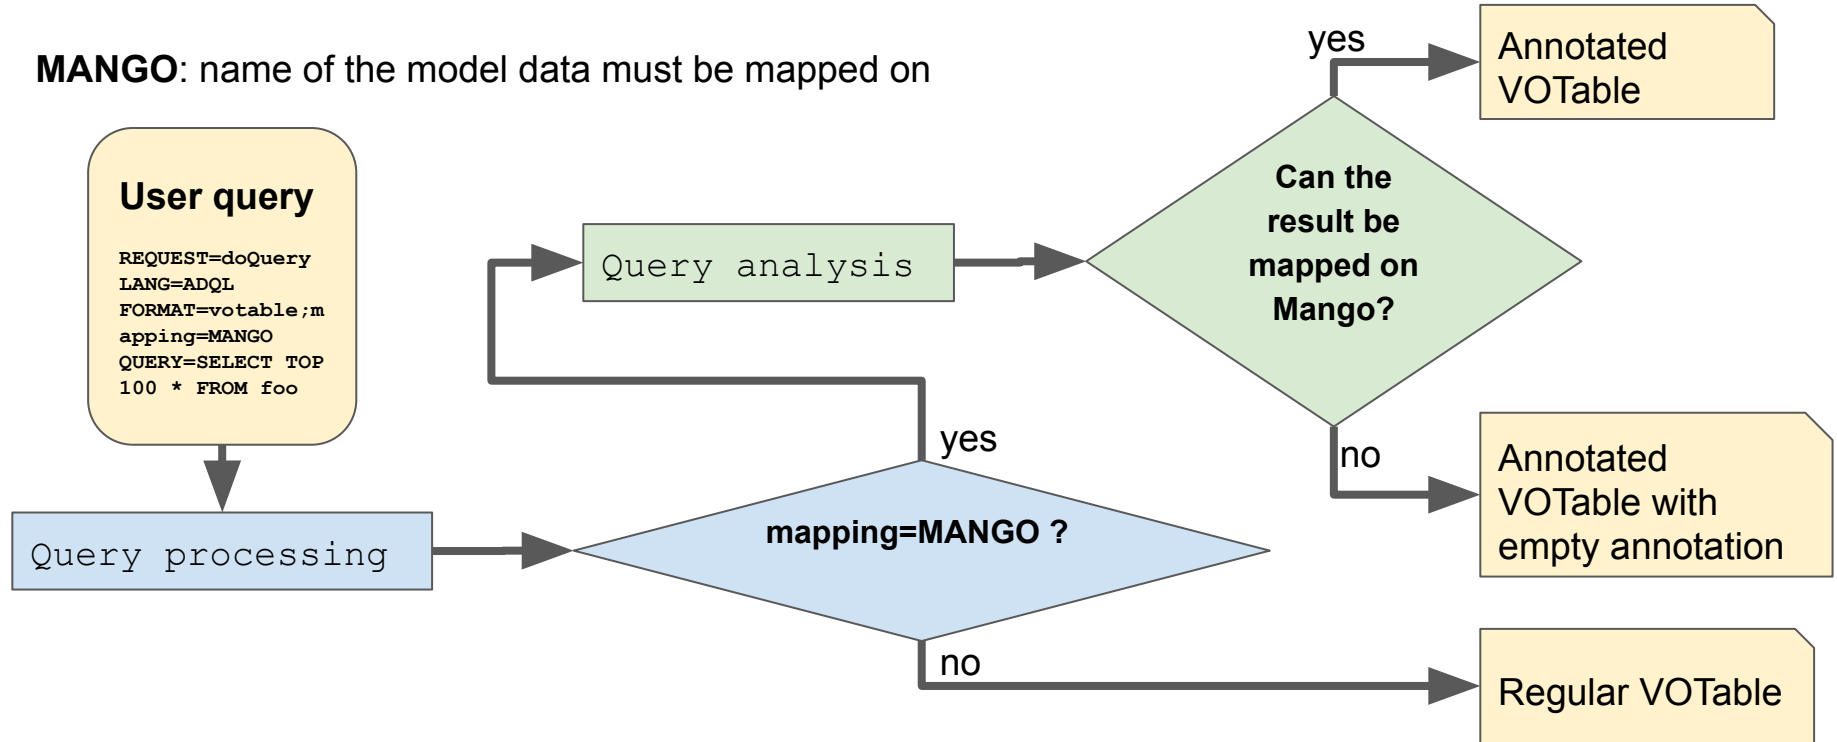 MANGO: name of the model data must be mapped on
User query
REQUEST=doQuery
LANG=ADQL
FORMAT=votable;m
apping=MANGO
QUERY=SELECT TOP
100 * FROM foo
Query processing
mapping=MANGO ?
yes
no
Query analysis
Can the
result be
mapped on
Mango?
yes
no
Annotated
VOTable
Annotated
VOTable with
empty annotation
Regular VOTable